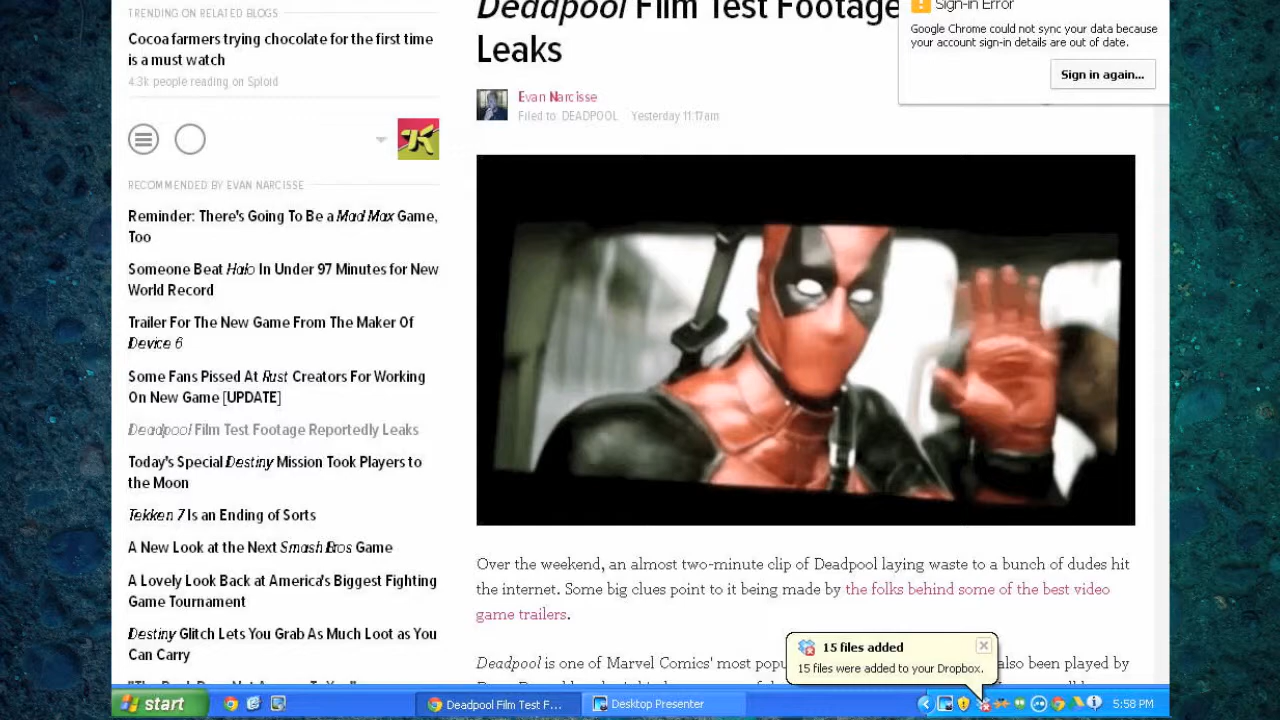 TRENDING ON RELATED BLOGS
Cocoa farmers trying chocolate for the first time
is a must watch
4.3k people reading on Sploid
RECOMMENDED BY EVAN NARCISSE
Reminder: There's Going To Be a Mad Max Game,
Too
Someone Beat Halo In Under 97 Minutes for New
World Record
Trailer For The New Game From The Maker Of
Device 6
Some Fans Pissed At Rust Creators For Working
On New Game [UPDATE]
Deadpool Film Test Footage Reportedly Leaks
Today's Special Destiny Mission Took Players to
the Moon
Tekken 7 Is an Ending of Sorts
A New Look at the Next Smash Bros Game
A Lovely Look Back at America's Biggest Fighting
Game Tournament
Destiny Glitch Lets You Grab As Much Loot as You
Can Carry
Deadpool Film Test Footage
Leaks
Evan Narcisse
Filed to DEADPOOL Yesterday 11:17am
Sign-in Error
Google Chrome could not sync your data because
your account sign-in details are out of date.
Sign in again...
Over the weekend, an almost two-minute clip of Deadpool laying waste to a bunch of dudes hit
the internet. Some big clues point to it being made by the folks behind some of the best video
game trailers.
Deadpool is one of Marvel Comics' most also been played by
15 files added
15 files were added to your Dropbox.
start
Deadpool Film Test F...
Desktop Presenter
5:58 PM